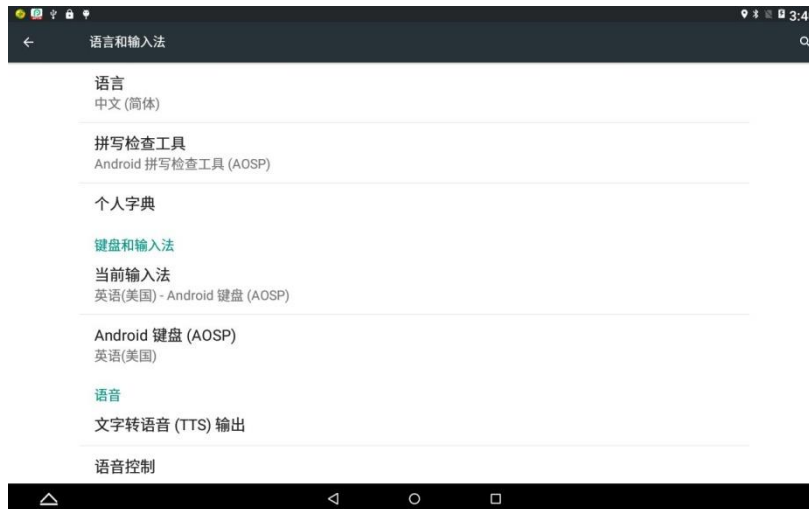 3:4
语言和输入法
语言
中文 (简体)
拼写检查工具
Android 拼写检查工具 (AOSP)
个人字典
键盘和输入法
当前输入法
英语(美国) - Android 键盘 (AOSP)
Android 键盘 (AOSP)
英语(美国)
语音
文字转语音 (TTS) 输出
语音控制